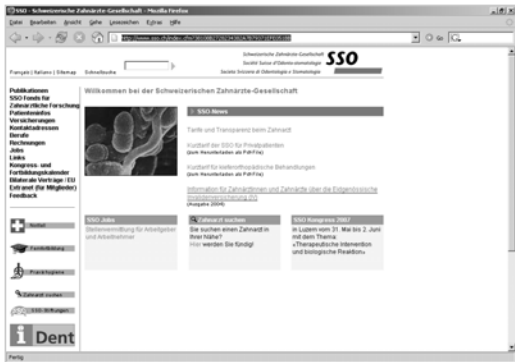 SSO - Schweizerische Zahnärzte-Gesellschaft - Mozilla Firefox
Datei Bearbeiten Ansicht Gehe Lesezeichen Extras Hilfe
Schweizerische Zahnärzte-Gesellschaft
Société Suisse d'Odonto-stomatologie
Società Svizzera di Odontologia e Stomatologia
SSO
Français | Italiano | Sitemap Schnellsuche
Publikationen
SSO Fonds für
Zahnärztliche Forschung
Patienteninfos
Versicherungen
Kontaktadressen
Berufe
Rechnungen
Jobs
Links
Kongress- und
Fortbildungskalender
Bilaterale Verträge / EU
Extranet (für Mitglieder)
Feedback
Notfall
Fernfortbildung
Praxishygiene
Zahnarzt suchen
SSO-Stiftungen
i Dent
Willkommen bei der Schweizerischen Zahnärzte-Gesellschaft
SSO-News
Tarife und Transparenz beim Zahnarzt
Kurztarif der SSO für Privatpatienten
(zum Herunterladen als Pdf-File)
Kurztarif für kieferorthopädische Behandlungen
(zum Herunterladen als Pdf-File)
Information für Zahnärztinnen und Zahnärzte über die Eidgenössische
Invalidenversicherung (IV)
(Ausgabe 2004)
SSO Jobs
Stellenvermittlung für Arbeitgeber
und Arbeitnehmer
Zahnarzt suchen
Sie suchen einen Zahnarzt in
Ihrer Nähe?
Hier werden Sie fündig!
SSO Kongress 2007
in Luzern vom 31. Mai bis 2. Juni
mit dem Thema:
«Therapeutische Intervention
und biologische Reaktion»
Fertig